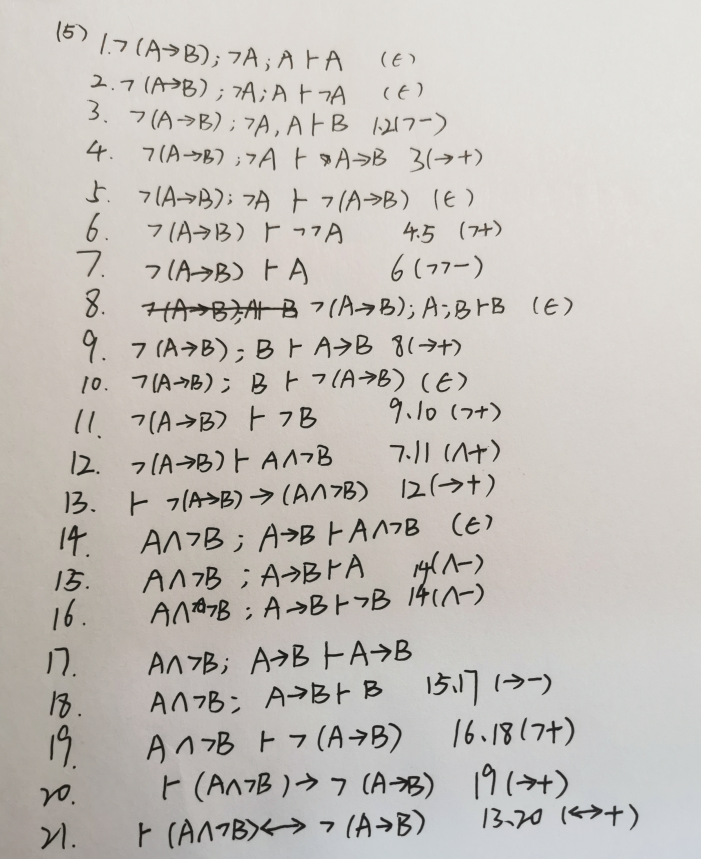 (5) 1. ¬(A→B); ¬A; A ⊢ A (∈)
2. ¬(A→B); ¬A; A ⊢ ¬A (∈)
3. ¬(A→B); ¬A, A ⊢ B 1.2(¬−)
4. ¬(A→B); ¬A ⊢ A→B 3(→+)
5. ¬(A→B); ¬A ⊢ ¬(A→B) (∈)
6. ¬(A→B) ⊢ ¬¬A 4.5 (¬+)
7. ¬(A→B) ⊢ A 6(¬¬−)
8. ¬(A→B); A; B ⊢ B (∈)
9. ¬(A→B); B ⊢ A→B 8(→+)
10. ¬(A→B); B ⊢ ¬(A→B) (∈)
11. ¬(A→B) ⊢ ¬B 9.10 (¬+)
12. ¬(A→B) ⊢ A∧¬B 7.11 (∧+)
13. ⊢ ¬(A→B) → (A∧¬B) 12(→+)
14. A∧¬B; A→B ⊢ A∧¬B (∈)
15. A∧¬B; A→B ⊢ A 14(∧−)
16. A∧¬B; A→B ⊢ ¬B 14(∧−)
17. A∧¬B; A→B ⊢ A→B
18. A∧¬B; A→B ⊢ B 15.17 (→−)
19. A∧¬B ⊢ ¬(A→B) 16.18(¬+)
20. ⊢ (A∧¬B) → ¬(A→B) 19(→+)
21. ⊢ (A∧¬B) ↔ ¬(A→B) 13.20 (↔+)